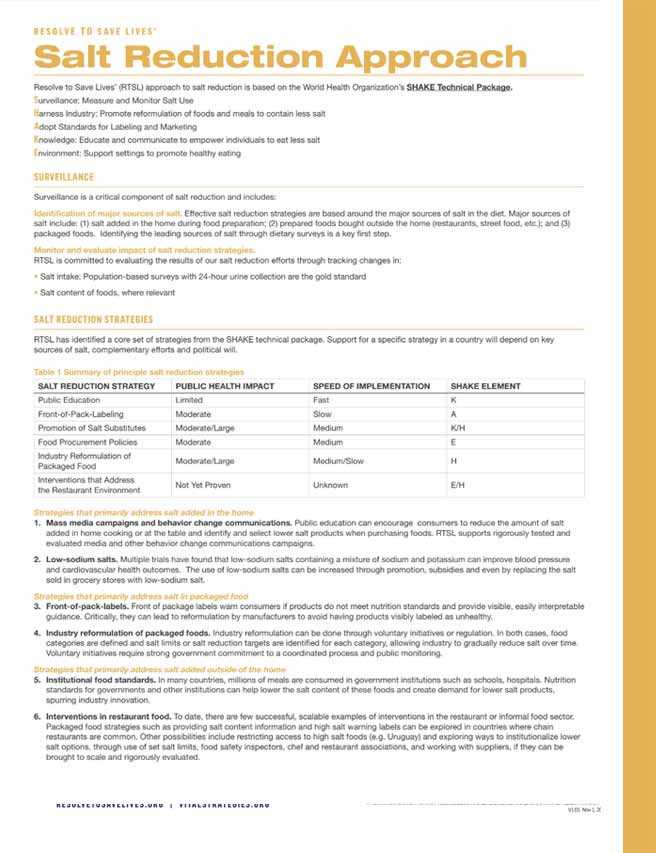 RESOLVE TO SAVE LIVES
Salt Reduction Approach
Resolve to Save Lives' (RTSL) approach to salt reduction is based on the World Health Organization's SHAKE Technical Package.
Surveillance: Measure and Monitor Salt Use
Harness Industry: Promote reformulation of foods and meals to contain less salt
Adopt Standards for Labeling and Marketing
Knowledge: Educate and communicate to empower individuals to eat less salt
Environment: Support settings to promote healthy eating
SURVEILLANCE
Surveillance is a critical component of salt reduction and includes:
Identification of major sources of salt. Effective salt reduction strategies are based around the major sources of salt in the diet. Major sources of
salt include: (1) salt added in the home during food preparation; (2) prepared foods bought outside the home (restaurants, street food, etc.); and (3)
packaged foods. Identifying the leading sources of salt through dietary surveys is a key first step.
Monitor and evaluate impact of salt reduction strategies.
RTSL is committed to evaluating the results of our salt reduction efforts through tracking changes in:
• Salt intake: Population-based surveys with 24-hour urine collection are the gold standard
• Salt content of foods, where relevant
SALT REDUCTION STRATEGIES
RTSL has identified a core set of strategies from the SHAKE technical package. Support for a specific strategy in a country will depend on key
sources of salt, complementary efforts and political will.
Table 1 Summary of principle salt reduction strategies
SALT REDUCTION STRATEGY PUBLIC HEALTH IMPACT SPEED OF IMPLEMENTATION SHAKE ELEMENT
Public Education Limited Fast K
Front-of-Pack-Labeling Moderate Slow A
Promotion of Salt Substitutes Moderate/Large Medium K/H
Food Procurement Policies Moderate Medium E
Industry Reformulation of
Packaged Food Moderate/Large Medium/Slow H
Interventions that Address
the Restaurant Environment Not Yet Proven Unknown E/H
Strategies that primarily address salt added in the home
1. Mass media campaigns and behavior change communications. Public education can encourage consumers to reduce the amount of salt
added in home cooking or at the table and identify and select lower salt products when purchasing foods. RTSL supports rigorously tested and
evaluated media and other behavior change communications campaigns.
2. Low-sodium salts. Multiple trials have found that low-sodium salts containing a mixture of sodium and potassium can improve blood pressure
and cardiovascular health outcomes. The use of low-sodium salts can be increased through promotion, subsidies and even by replacing the salt
sold in grocery stores with low-sodium salt.
Strategies that primarily address salt in packaged food
3. Front-of-pack-labels. Front of package labels warn consumers if products do not meet nutrition standards and provide visible, easily interpretable
guidance. Critically, they can lead to reformulation by manufacturers to avoid having products visibly labeled as unhealthy.
4. Industry reformulation of packaged foods. Industry reformulation can be done through voluntary initiatives or regulation. In both cases, food
categories are defined and salt limits or salt reduction targets are identified for each category, allowing industry to gradually reduce salt over time.
Voluntary initiatives require strong government commitment to a coordinated process and public monitoring.
Strategies that primarily address salt added outside of the home
5. Institutional food standards. In many countries, millions of meals are consumed in government institutions such as schools, hospitals. Nutrition
standards for governments and other institutions can help lower the salt content of these foods and create demand for lower salt products,
spurring industry innovation.
6. Interventions in restaurant food. To date, there are few successful, scalable examples of interventions in the restaurant or informal food sector.
Packaged food strategies such as providing salt content information and high salt warning labels can be explored in countries where chain
restaurants are common. Other possibilities include restricting access to high salt foods (e.g. Uruguay) and exploring ways to institutionalize lower
salt options, through use of set salt limits, food safety inspectors, chef and restaurant associations, and working with suppliers, if they can be
brought to scale and rigorously evaluated.
RESOLVETOSAVELIVES.ORG | VITALSTRATEGIES.ORG
Nov 1, 20